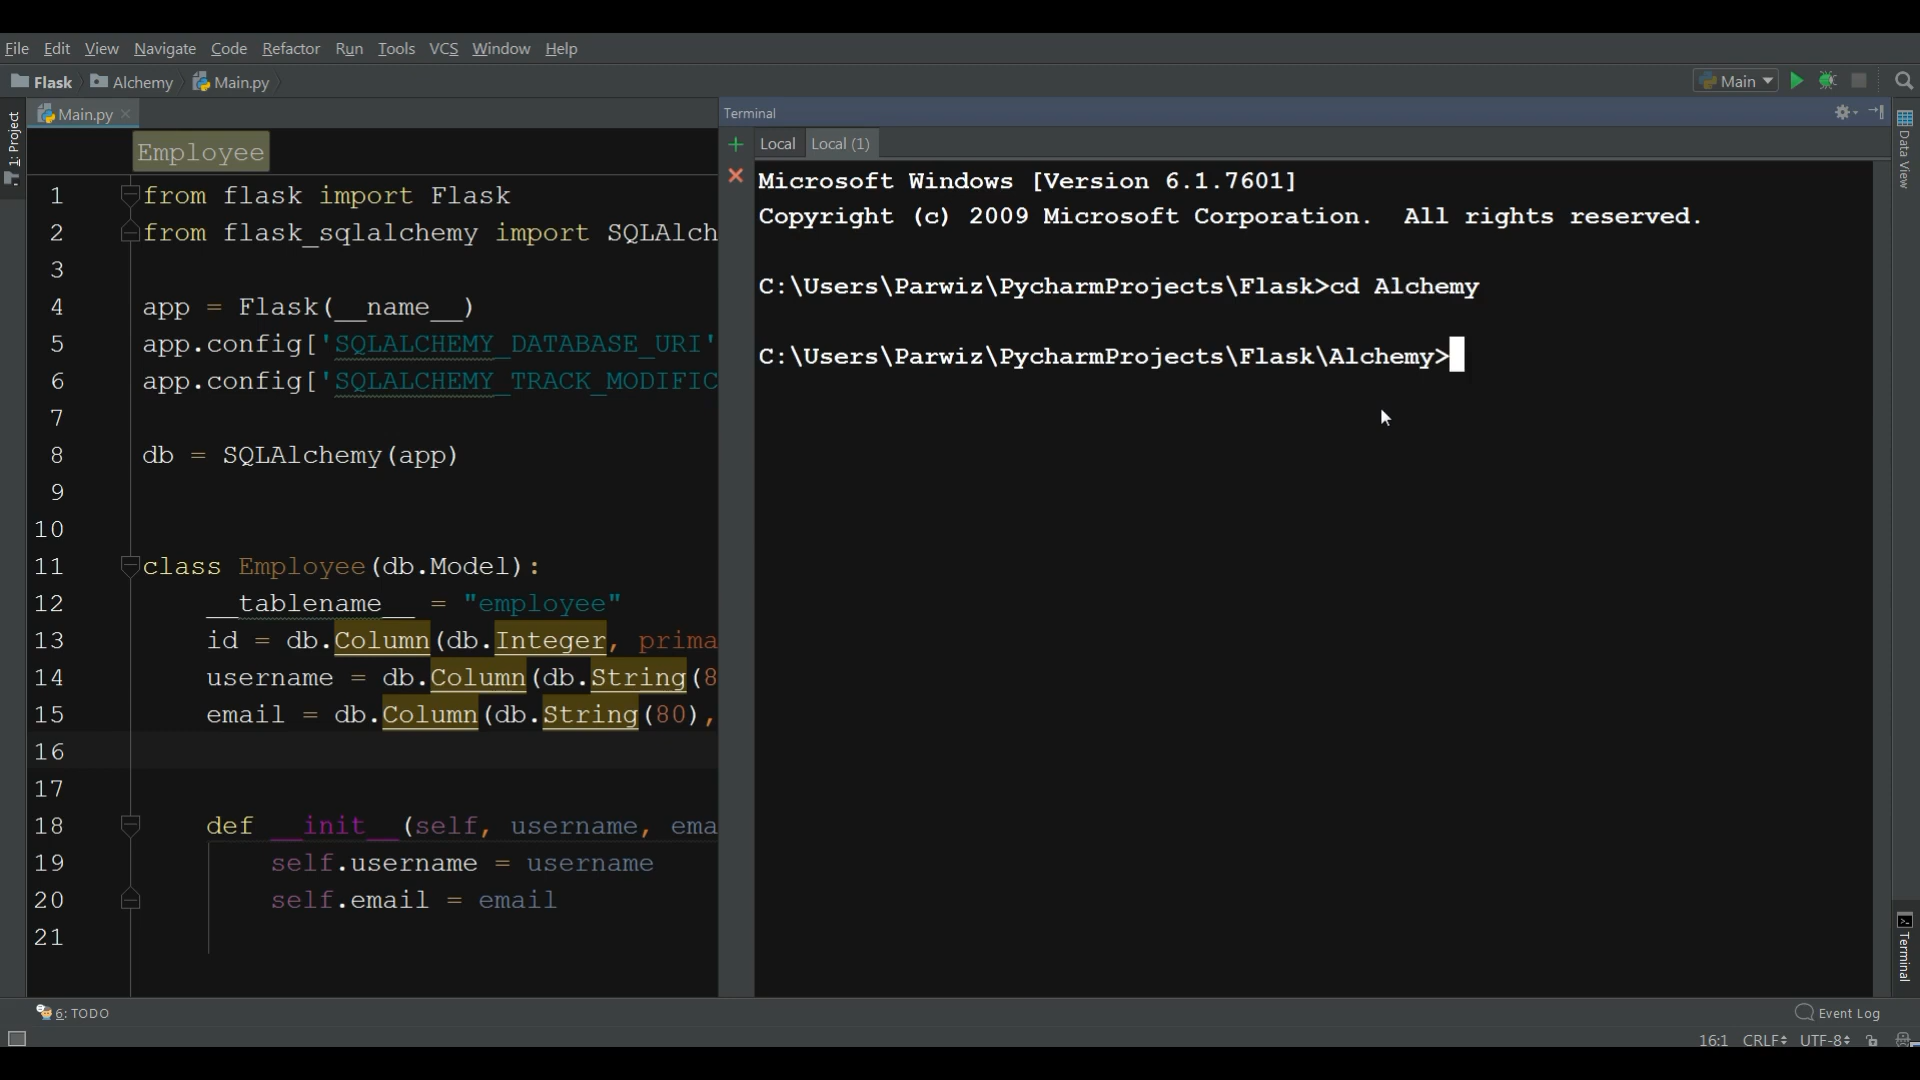 File Edit View Navigate Code Refactor Run Tools VCS Window Help
Flask Alchemy Main.py Main
1: Project
Main.py
Employee
1 from flask import Flask
2 from flask_sqlalchemy import SQLAlch
3
4 app = Flask(__name__)
5 app.config['SQLALCHEMY_DATABASE_URI'
6 app.config['SQLALCHEMY_TRACK_MODIFIC
7
8 db = SQLAlchemy(app)
9
10
11 class Employee(db.Model):
12 __tablename__ = "employee"
13 id = db.Column(db.Integer, prima
14 username = db.Column(db.String(8
15 email = db.Column(db.String(80),
16
17
18 def __init__(self, username, ema
19 self.username = username
20 self.email = email
21
Terminal
Local Local (1)
Microsoft Windows [Version 6.1.7601]
Copyright (c) 2009 Microsoft Corporation. All rights reserved.
C:\Users\Parwiz\PycharmProjects\Flask>cd Alchemy
C:\Users\Parwiz\PycharmProjects\Flask\Alchemy>
Data View
Terminal
6: TODO
Event Log
16:1 CRLF UTF-8